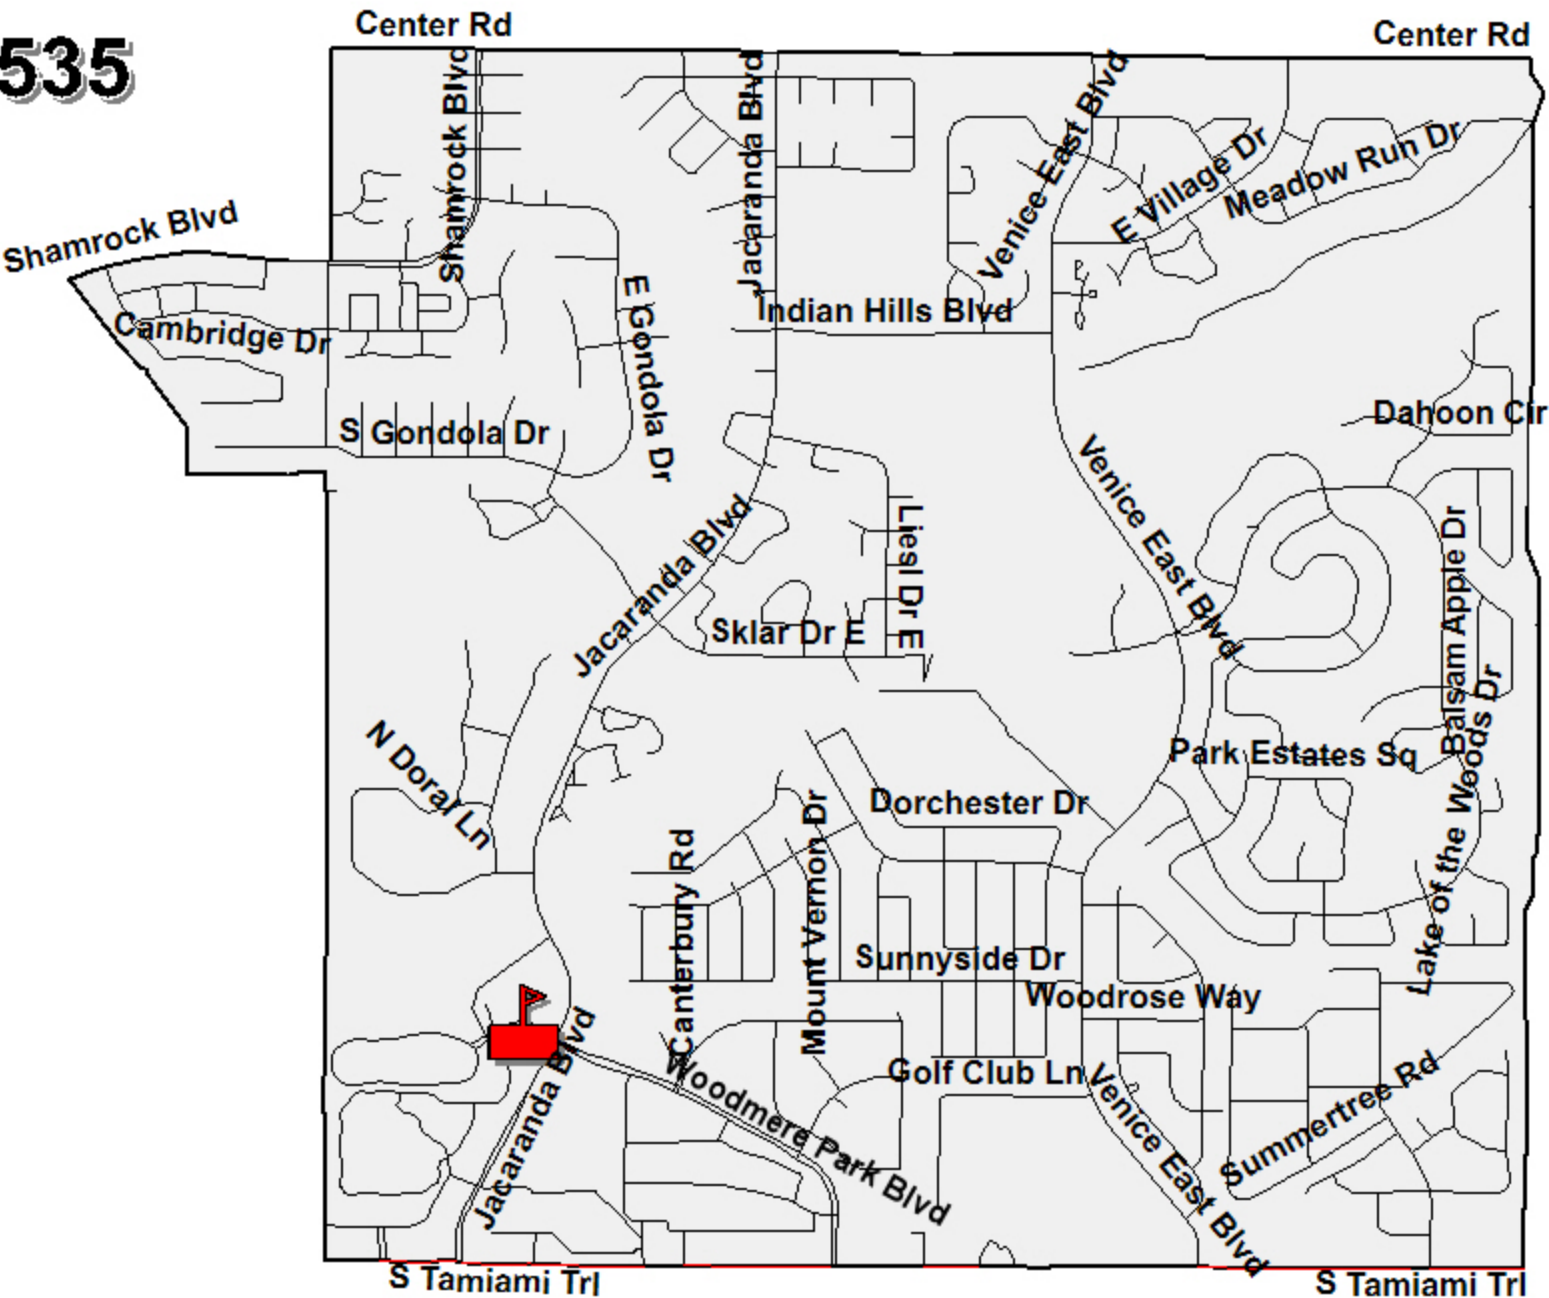 Center Rd
Center Rd
535
Shamrock Blvd
Jacaranda Blvd
Venice East Blvd
E Village Dr
Meadow Run Dr
Shamrock Blvd
Cambridge Dr
E Gondola Dr
Indian Hills Blvd
S Gondola Dr
Dahoon Cir
Venice East Blvd
Jacaranda Blvd
Liesl Dr E
Sklar Dr E
Balsam Apple Dr
N Doral Ln
Park Estates Sq
Lake of the Woods Dr
Dorchester Dr
Canterbury Rd
Mount Vernon Dr
Sunnyside Dr
Woodrose Way
Golf Club Ln
Jacaranda Blvd
Woodmere Park Blvd
Venice East Blvd
Summertree Rd
S Tamiami Trl
S Tamiami Trl